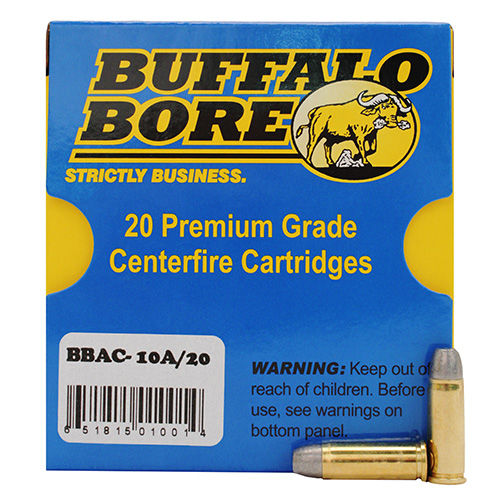 BUFFALO
BORE
STRICTLY BUSINESS.
20 Premium Grade
Centerfire Cartridges
BBAC- 10A/20
6 51815 01001 4
WARNING: Keep out of
reach of children. Before
use, see warnings on
bottom panel.